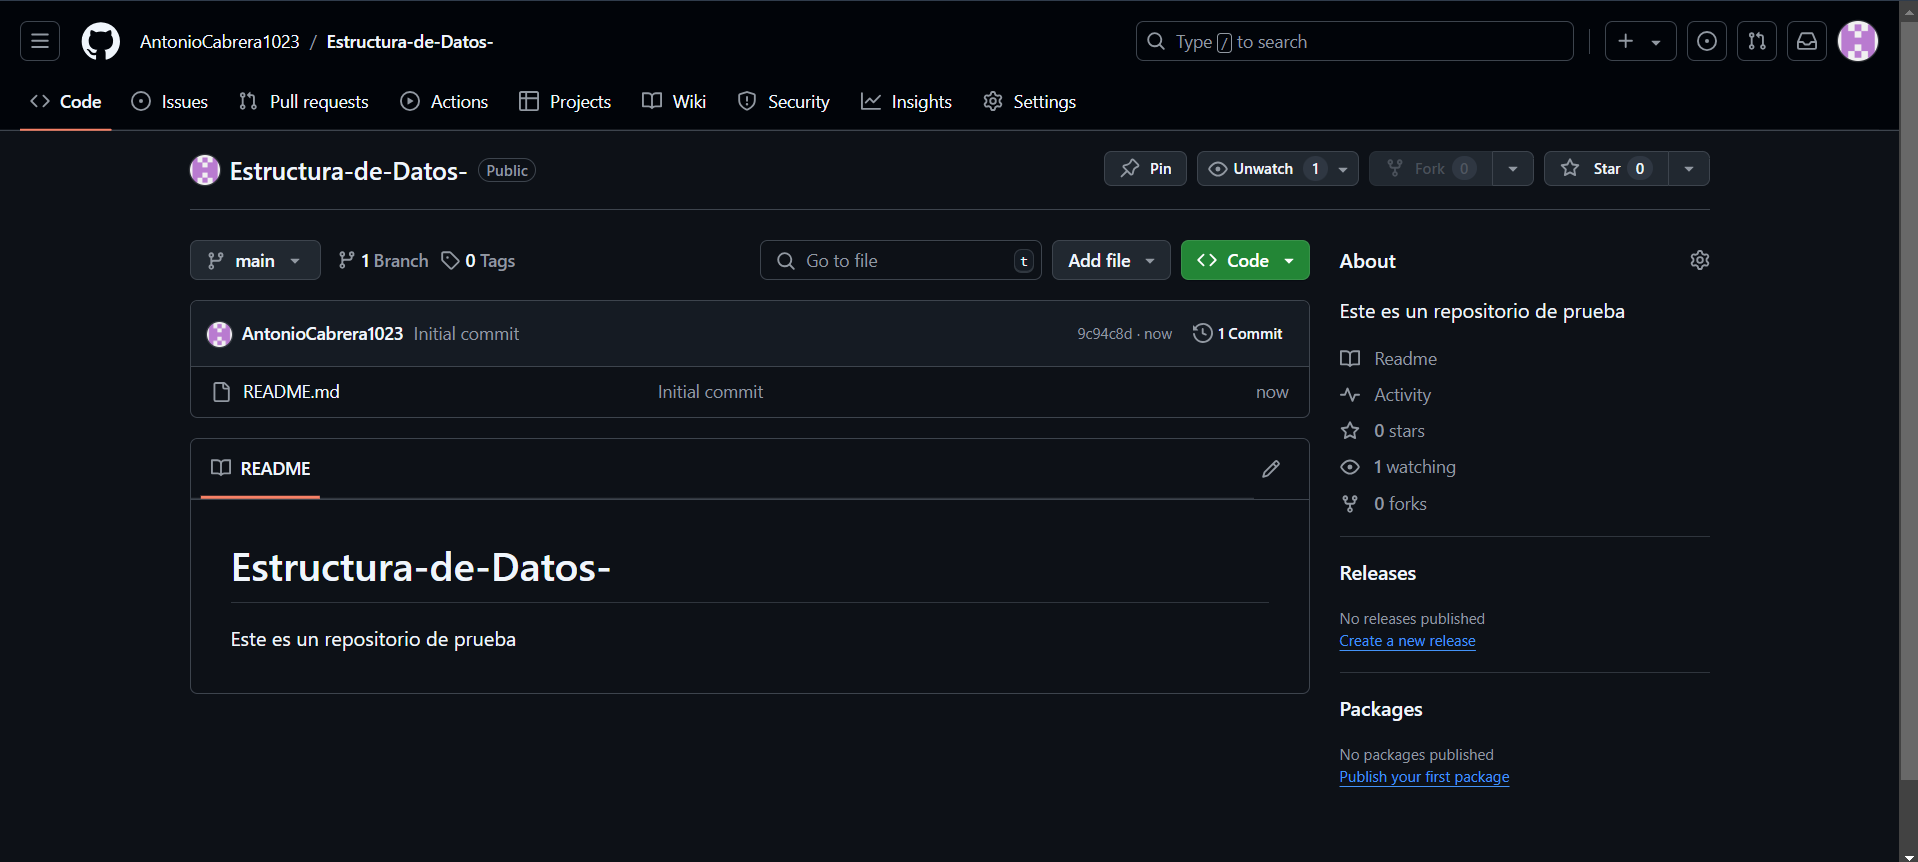 AntonioCabrera1023 / Estructura-de-Datos-
Type / to search
Code Issues Pull requests Actions Projects Wiki Security Insights Settings
Estructura-de-Datos- Public
Pin Unwatch 1 Fork 0 Star 0
main 1 Branch 0 Tags
Go to file t Add file Code
AntonioCabrera1023 Initial commit 9c94c8d · now 1 Commit
README.md Initial commit now
README
Estructura-de-Datos-
Este es un repositorio de prueba
About
Este es un repositorio de prueba
Readme
Activity
0 stars
1 watching
0 forks
Releases
No releases published
Create a new release
Packages
No packages published
Publish your first package